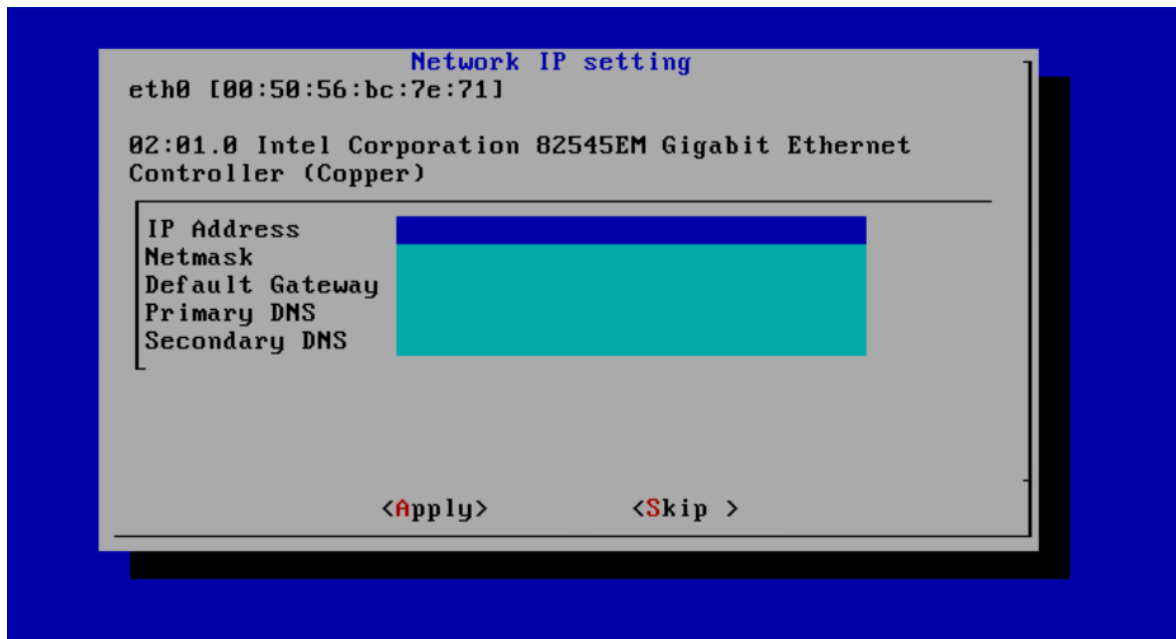 Network IP setting
eth0 [00:50:56:bc:7e:71]
02:01.0 Intel Corporation 82545EM Gigabit Ethernet
Controller (Copper)
IP Address
Netmask
Default Gateway
Primary DNS
Secondary DNS
<Apply> <Skip >